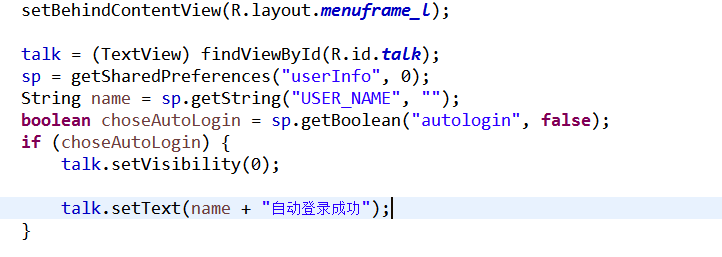 setBehindContentView(R.layout.menuframe_l);
talk = (TextView) findViewById(R.id.talk);
sp = getSharedPreferences("userInfo", 0);
String name = sp.getString("USER_NAME", "");
boolean choseAutoLogin = sp.getBoolean("autologin", false);
if (choseAutoLogin) {
talk.setVisibility(0);
talk.setText(name + "自动登录成功");
}